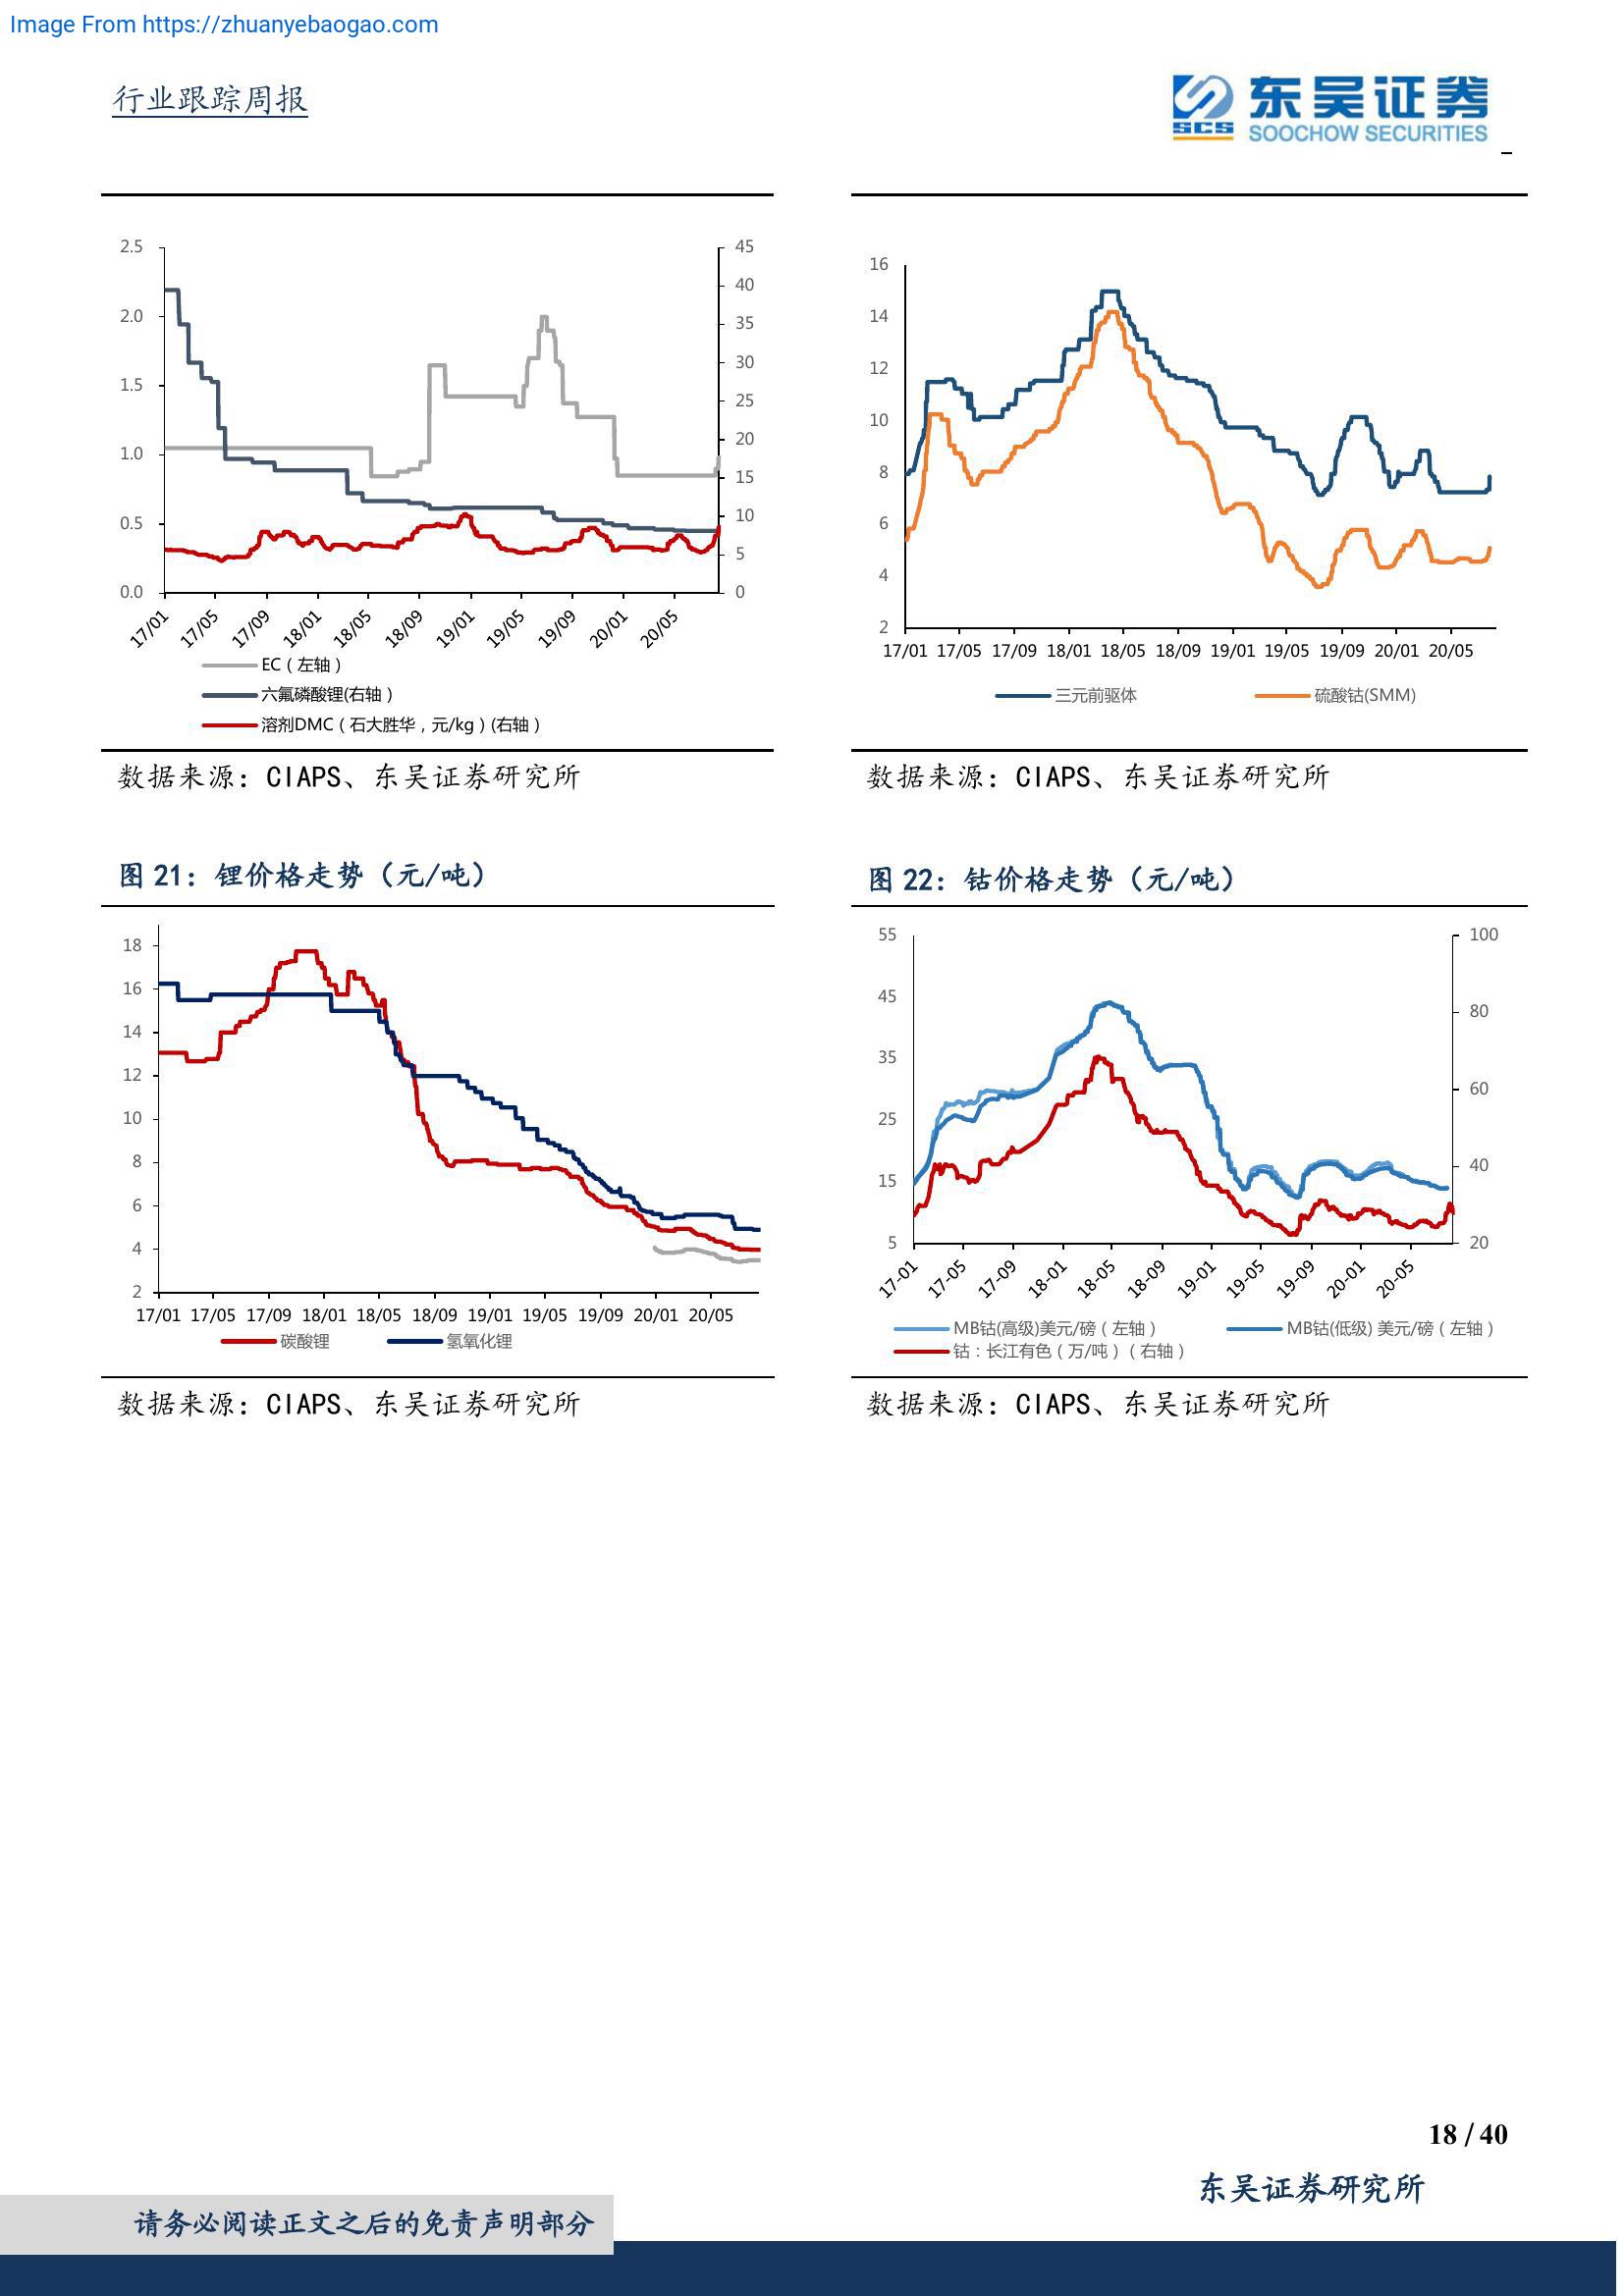 Image From https://zhuanyebaogao.com
行业跟踪周报
东吴证券
SCS
SOOCHOW SECURITIES
2.5
2.0
1.5
1.0
0.5
0.0
45
40
35
30
25
20
15
10
5
0
17/01 17/05 17/09 18/01 18/05 18/09 19/01 19/05 19/09 20/01 20/05
EC（左轴）
六氟磷酸锂(右轴）
溶剂DMC（石大胜华，元/kg）(右轴）
16
14
12
10
8
6
4
2
17/01 17/05 17/09 18/01 18/05 18/09 19/01 19/05 19/09 20/01 20/05
三元前驱体 硫酸钴(SMM)
数据来源：CIAPS、东吴证券研究所
数据来源：CIAPS、东吴证券研究所
图 21：锂价格走势（元/吨）
18
16
14
12
10
8
6
4
2
17/01 17/05 17/09 18/01 18/05 18/09 19/01 19/05 19/09 20/01 20/05
碳酸锂 氢氧化锂
图 22：钴价格走势（元/吨）
55
45
35
25
15
5
100
80
60
40
20
17-01 17-05 17-09 18-01 18-05 18-09 19-01 19-05 19-09 20-01 20-05
MB钴(高级)美元/磅（左轴） MB钴(低级) 美元/磅（左轴）
钴：长江有色（万/吨）（右轴）
数据来源：CIAPS、东吴证券研究所
数据来源：CIAPS、东吴证券研究所
18 / 40
东吴证券研究所
请务必阅读正文之后的免责声明部分